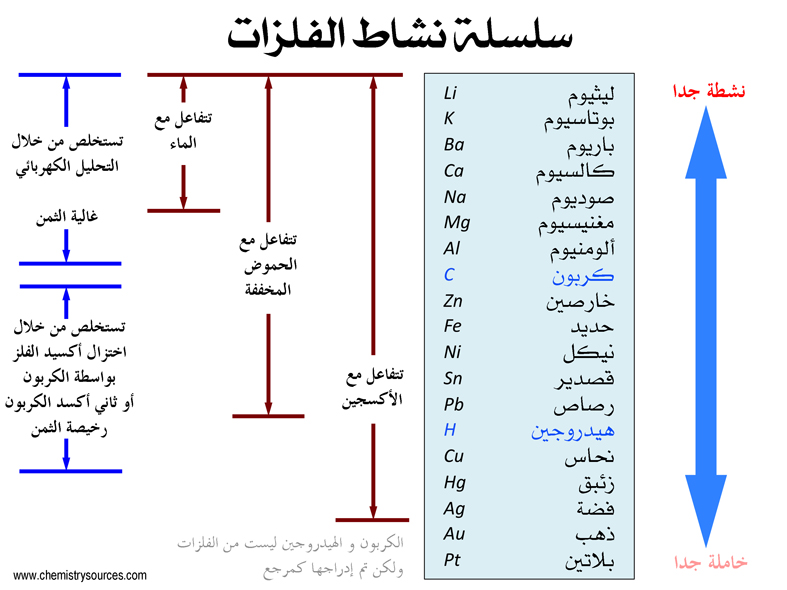 سلسلة نشاط الفلزات
نشطة جدا
ليثيوم Li
بوتاسيوم K
باريوم Ba
كالسيوم Ca
صوديوم Na
مغنيسيوم Mg
ألومنيوم Al
كربون C
خارصين Zn
حديد Fe
نيكل Ni
قصدير Sn
رصاص Pb
هيدروجين H
نحاس Cu
زئبق Hg
فضة Ag
ذهب Au
بلاتين Pt
خاملة جدا
تتفاعل مع
الأكسجين
تتفاعل مع
الحموض
المخففة
تتفاعل مع
الماء
تستخلص من خلال
التحليل الكهربائي
غالية الثمن
تستخلص من خلال
اختزال أكسيد الفلز
بواسطة الكربون
أو ثاني أكسد الكربون
رخيصة الثمن
الكربون و الهيدروجين ليست من الفلزات
ولكن تم إدراجها كمرجع
www.chemistrysources.com